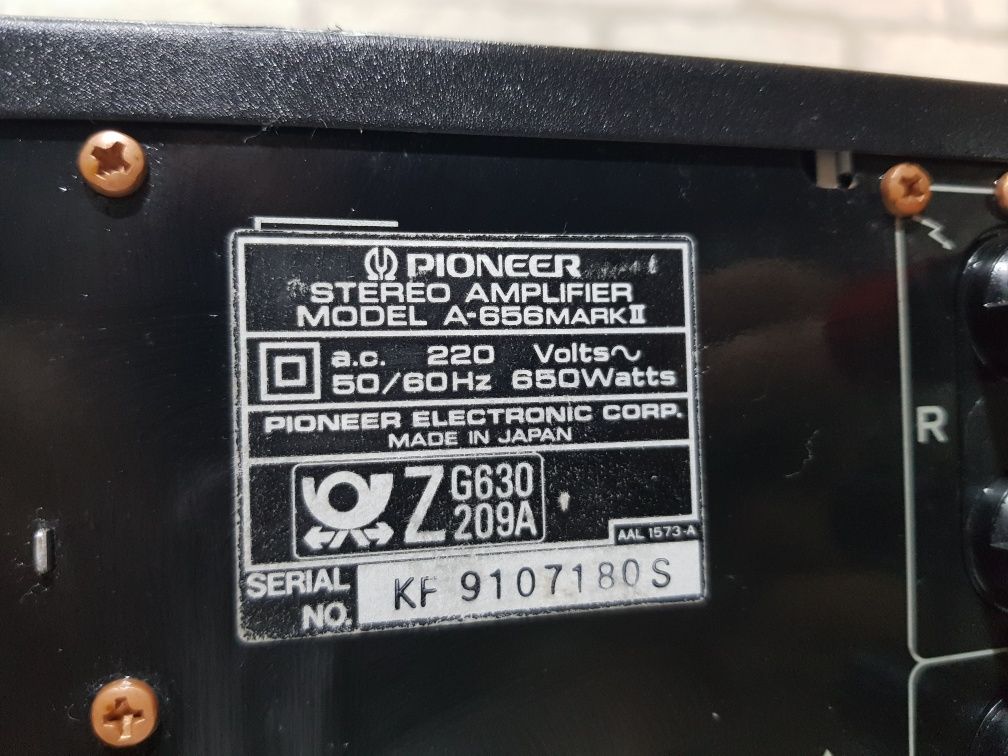 PIONEER
STEREO AMPLIFIER
MODEL A-656MARKⅡ
a.c. 220 Volts~
50/60Hz 650Watts
PIONEER ELECTRONIC CORP.
MADE IN JAPAN
Z G630
209A
AAL 1573-A
SERIAL NO. KF 9107180S
R